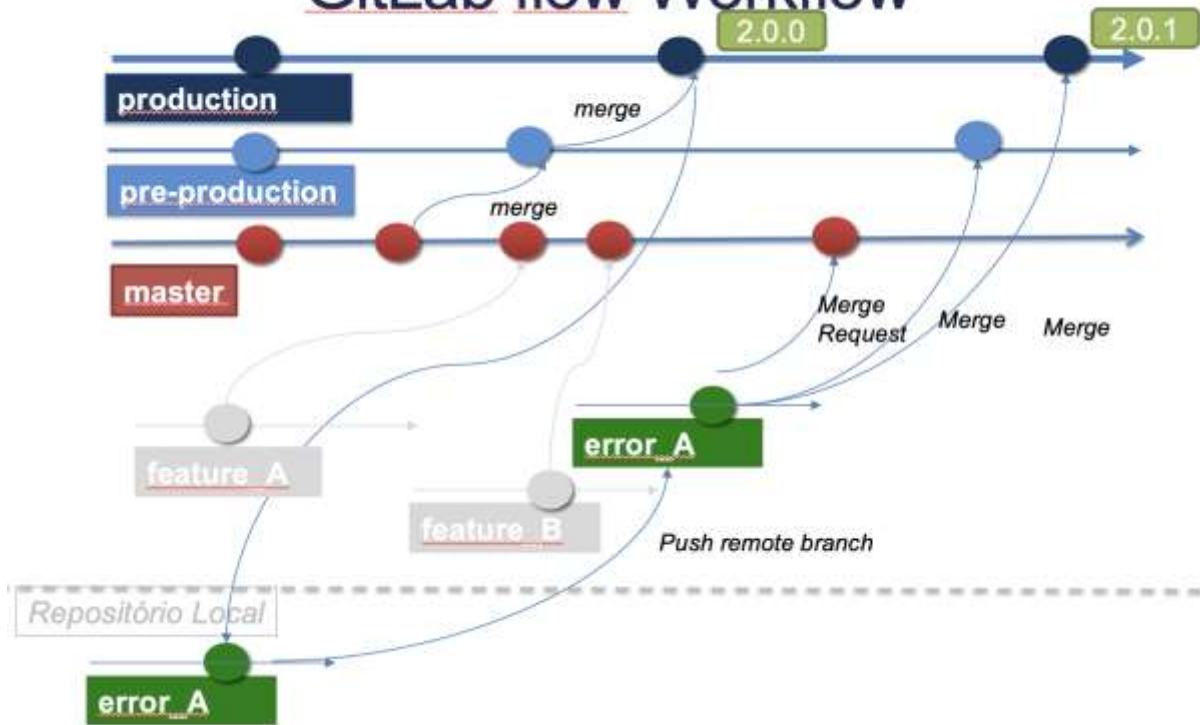 GitLab flow Workflow
2.0.0
2.0.1
production
merge
pre-production
merge
master
Merge
Request
Merge
Merge
error_A
feature_A
feature_B
Push remote branch
Repositório Local
error_A